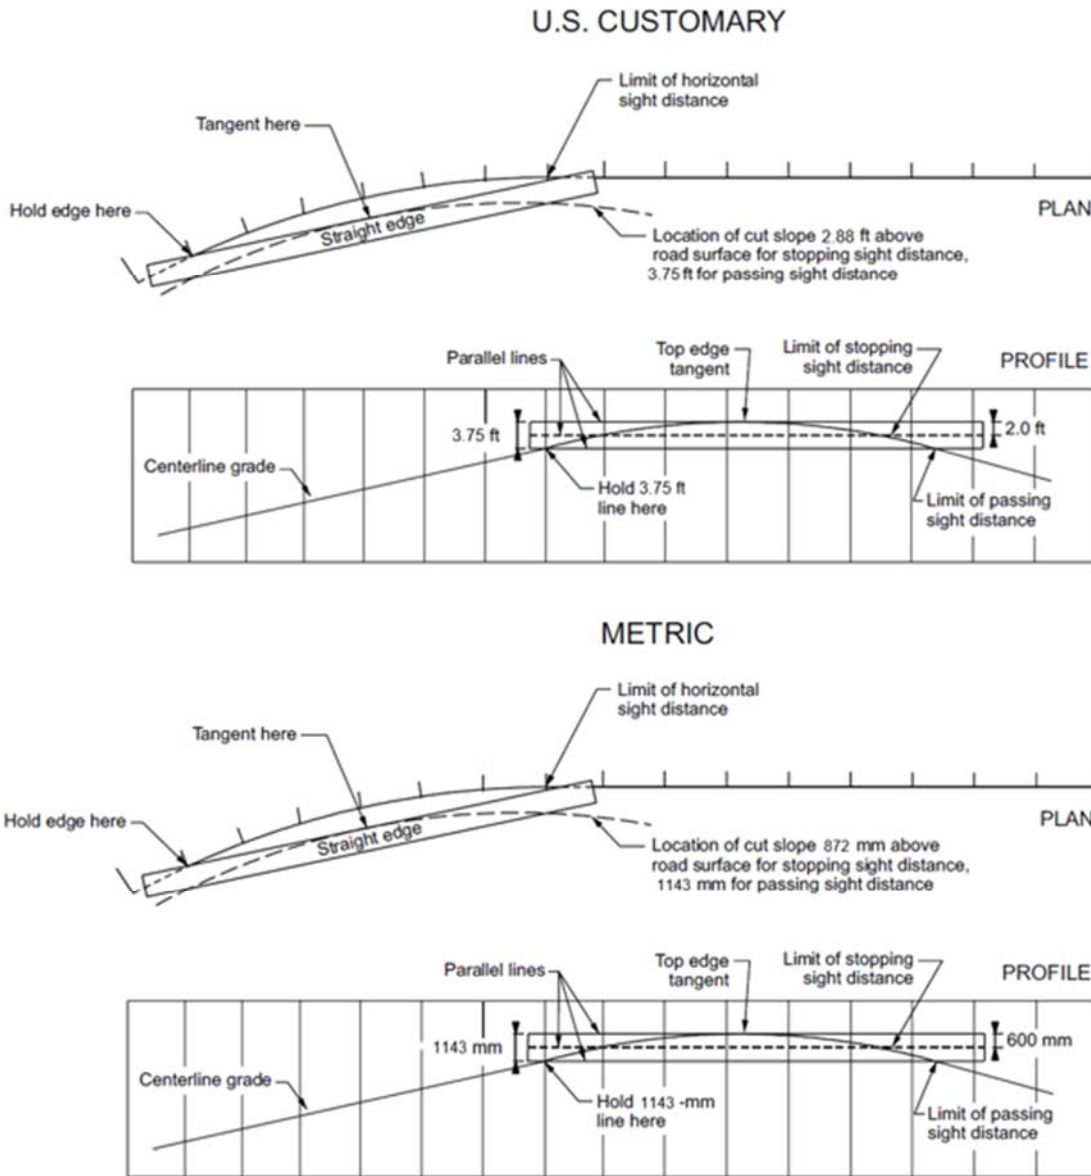 U.S. CUSTOMARY
Limit of horizontal
sight distance
Tangent here
Hold edge here
Straight edge
PLAN
Location of cut slope 2.88 ft above
road surface for stopping sight distance,
3.75 ft for passing sight distance
Parallel lines
Top edge
tangent
Limit of stopping
sight distance
PROFILE
3.75 ft
2.0 ft
Centerline grade
Hold 3.75 ft
line here
Limit of passing
sight distance
METRIC
Limit of horizontal
sight distance
Tangent here
Hold edge here
Straight edge
PLAN
Location of cut slope 872 mm above
road surface for stopping sight distance,
1143 mm for passing sight distance
Parallel lines
Top edge
tangent
Limit of stopping
sight distance
PROFILE
1143 mm
600 mm
Centerline grade
Hold 1143 -mm
line here
Limit of passing
sight distance